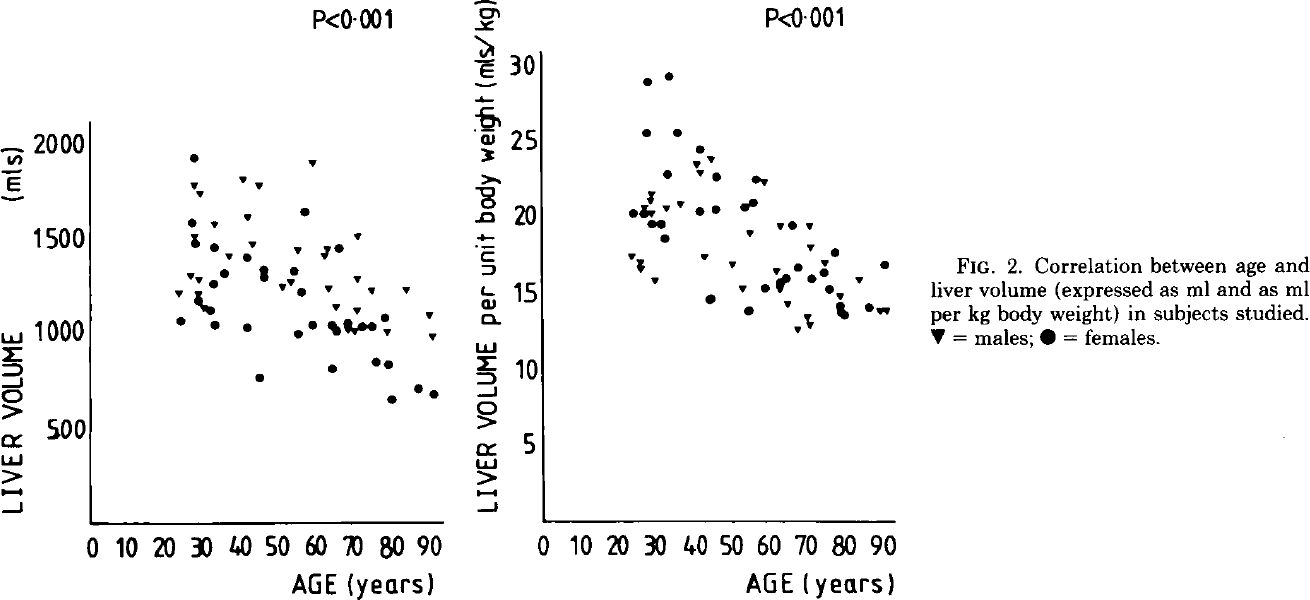 P<0·001
LIVER VOLUME (mls)
2000
1500
1000
500
0 10 20 30 40 50 60 70 80 90
AGE (years)
P<0·001
LIVER VOLUME per unit body weight (mls/kg)
30
25
20
15
10
5
0 10 20 30 40 50 60 70 80 90
AGE (years)
FIG. 2. Correlation between age and
liver volume (expressed as ml and as ml
per kg body weight) in subjects studied.
▼ = males; ● = females.